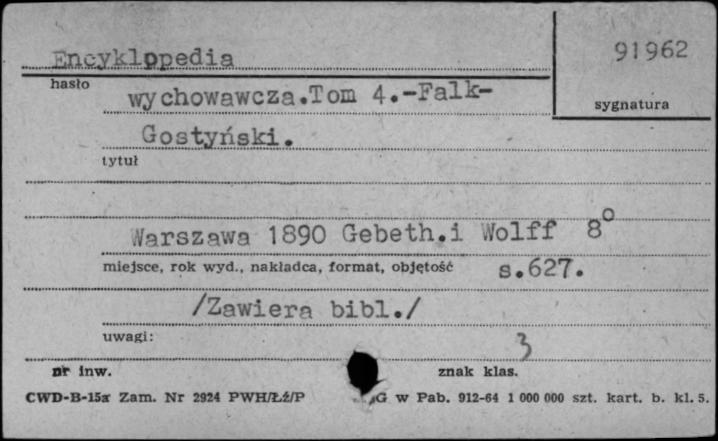 Encyklopedia
91962
hasło
wychowawcza.Tom 4.-Falk-
sygnatura
Gostyński.
tytuł
Warszawa 1890 Gebeth.i Wolff 8°
miejsce, rok wyd., nakładca, format, objętość s.627.
/Zawiera bibl./
uwagi:
3
nr inw. znak klas.
CWD-B-15a Zam. Nr 2924 PWH/Łź/P G w Pab. 912-64 1 000 000 szt. kart. b. kl. 5.